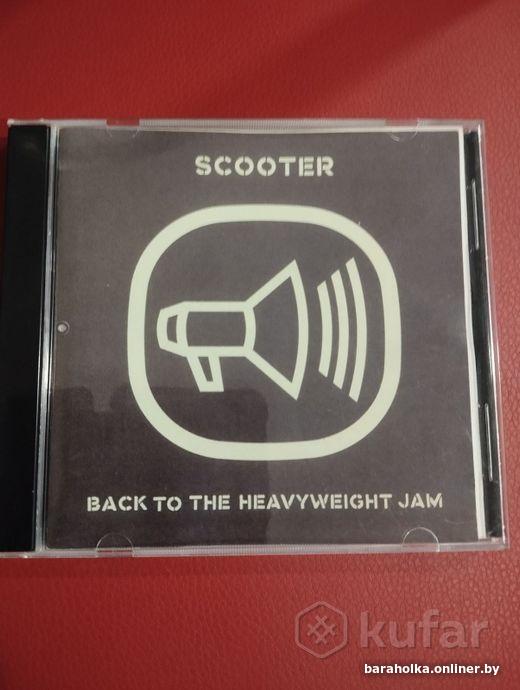 SCOOTER
BACK TO THE HEAVYWEIGHT JAM
kufar
baraholka.onliner.by